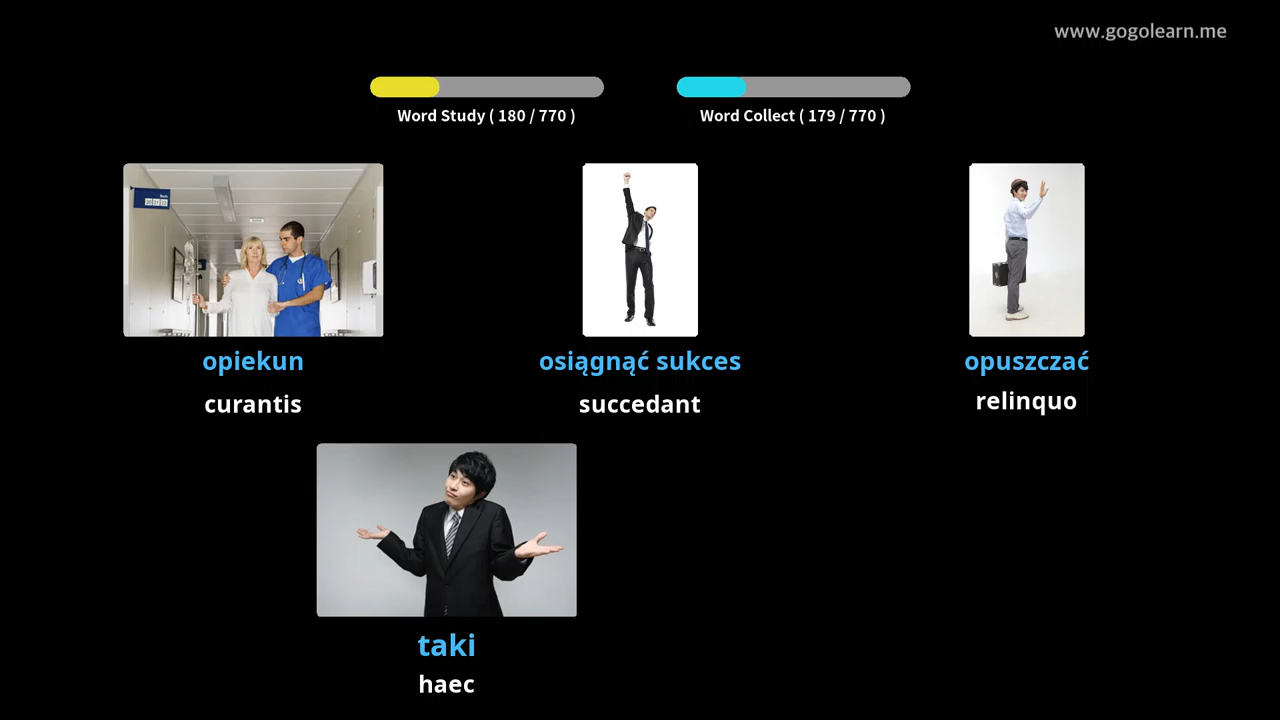 www.gogolearn.me
Word Study ( 180 / 770 )
Word Collect ( 179 / 770 )
opiekun
curantis
osiągnąć sukces
succedant
opuszczać
relinquo
taki
haec